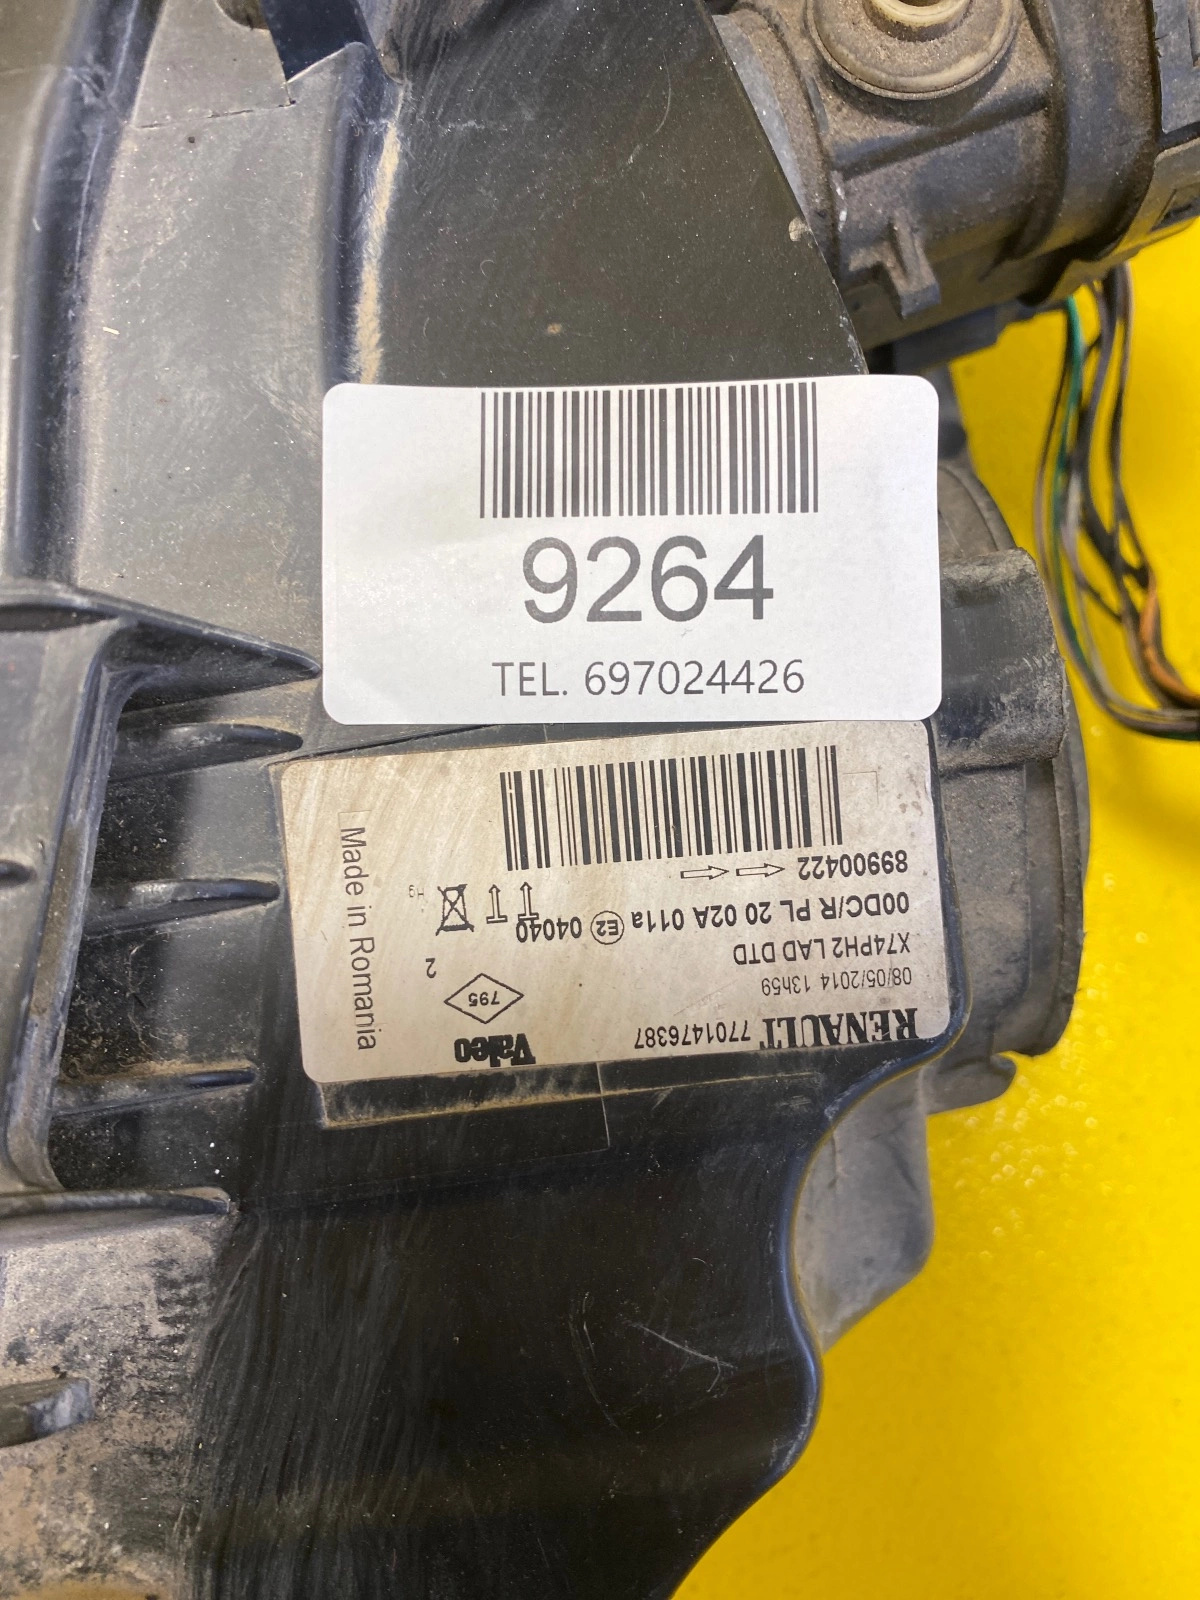 9264
TEL. 697024426
RENAULT 7701476387
Valeo
08/05/2014 13h59
795
X74PH2 LAD DTD
2
00DC/R PL 20 02A 011a E2 04040
Hg
89900422
Made in Romania